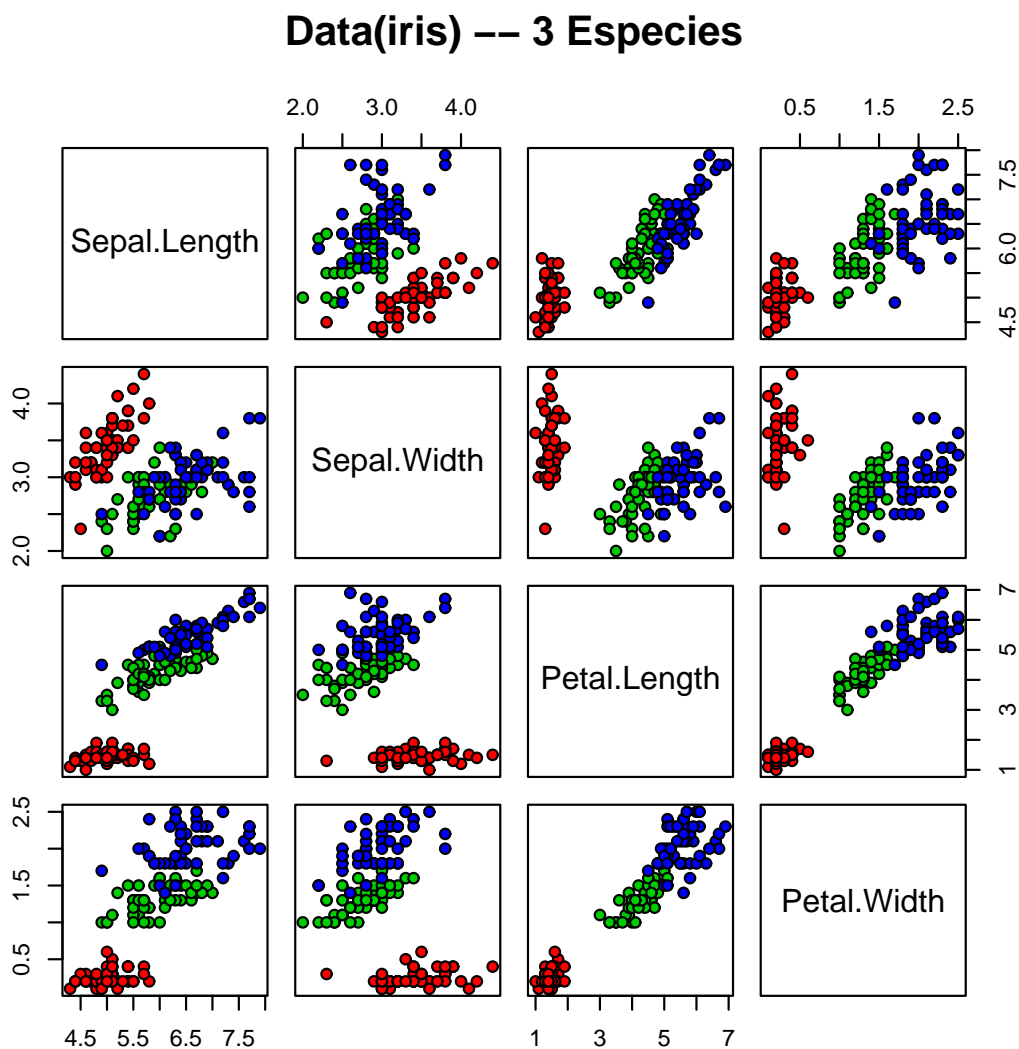 Data(iris) −− 3 Especies
2.0 3.0 4.0
0.5 1.5 2.5
Sepal.Length
4.5 6.0 7.5
2.0 3.0 4.0
Sepal.Width
Petal.Length
1 3 5 7
0.5 1.5 2.5
Petal.Width
4.5 5.5 6.5 7.5
1 3 5 7